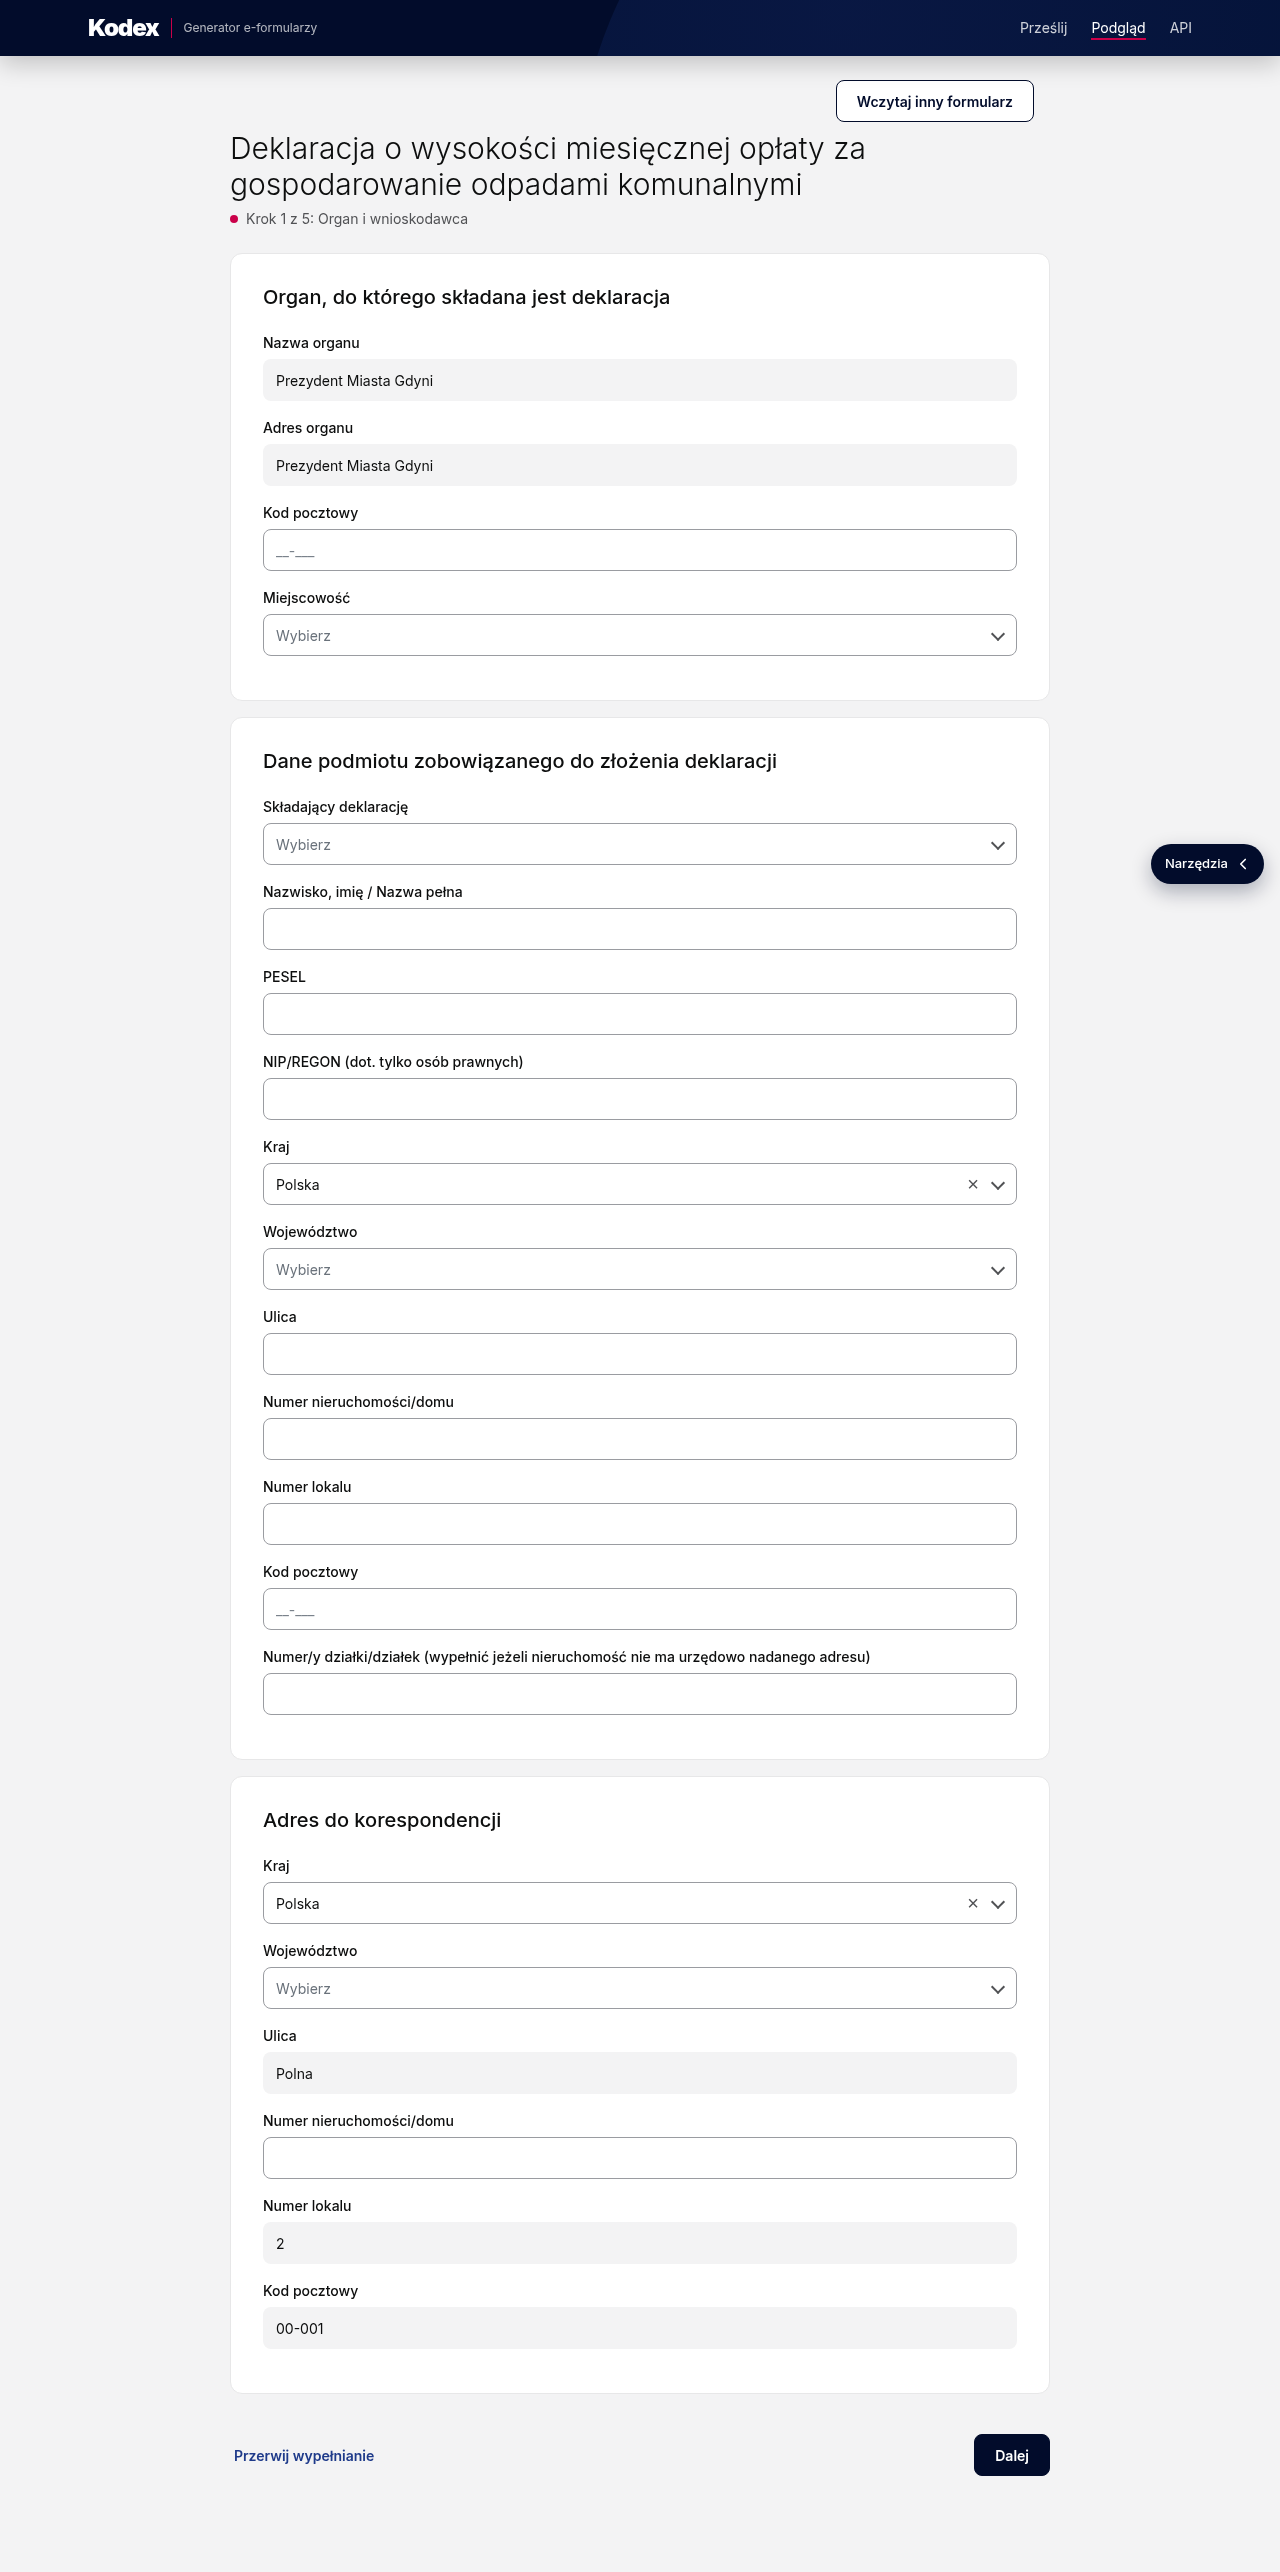 Kodex
Generator e-formularzy
Prześlij
Podgląd
API
Wczytaj inny formularz
Deklaracja o wysokości miesięcznej opłaty za
gospodarowanie odpadami komunalnymi
Krok 1 z 5: Organ i wnioskodawca
Organ, do którego składana jest deklaracja
Nazwa organu
Prezydent Miasta Gdyni
Adres organu
Prezydent Miasta Gdyni
Kod pocztowy
__-___
Miejscowość
Wybierz
Dane podmiotu zobowiązanego do złożenia deklaracji
Składający deklarację
Wybierz
Narzędzia
Nazwisko, imię / Nazwa pełna
PESEL
NIP/REGON (dot. tylko osób prawnych)
Kraj
Polska
Województwo
Wybierz
Ulica
Numer nieruchomości/domu
Numer lokalu
Kod pocztowy
__-___
Numer/y działki/działek (wypełnić jeżeli nieruchomość nie ma urzędowo nadanego adresu)
Adres do korespondencji
Kraj
Polska
Województwo
Wybierz
Ulica
Polna
Numer nieruchomości/domu
Numer lokalu
2
Kod pocztowy
00-001
Przerwij wypełnianie
Dalej